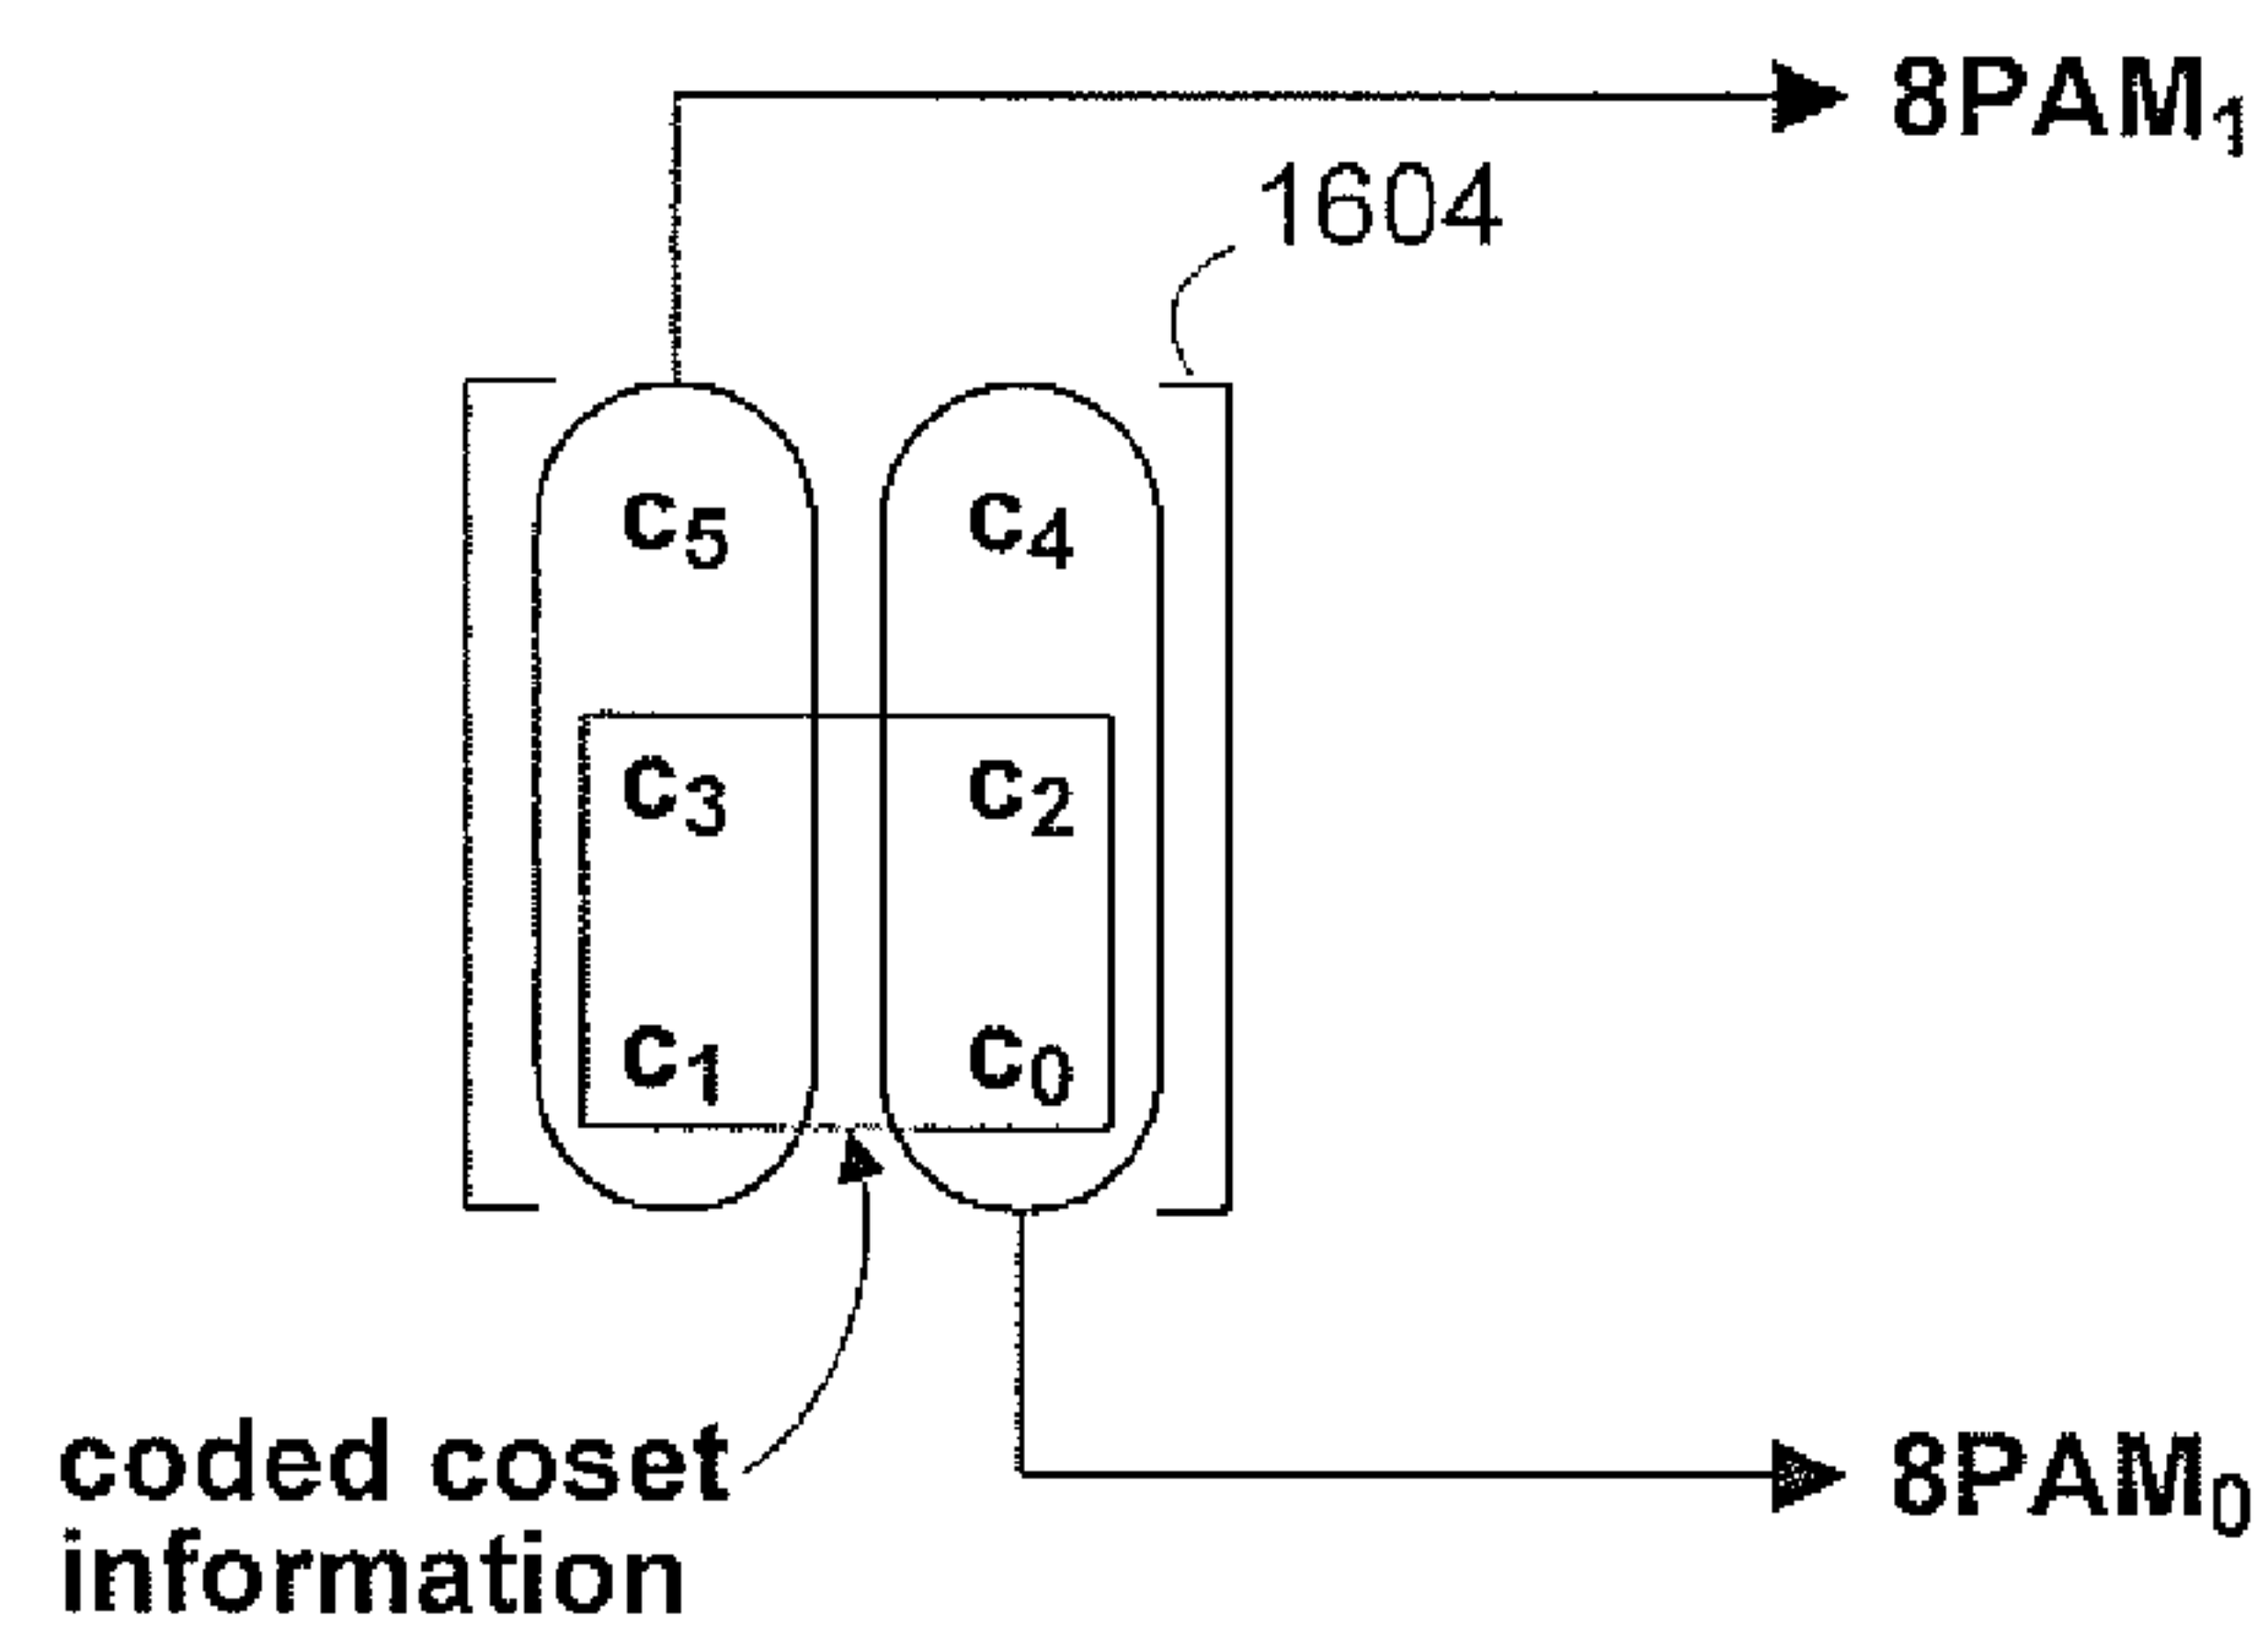 8PAM₁
1604
c₅ c₄
c₃ c₂
c₁ c₀
coded coset
information
8PAM₀